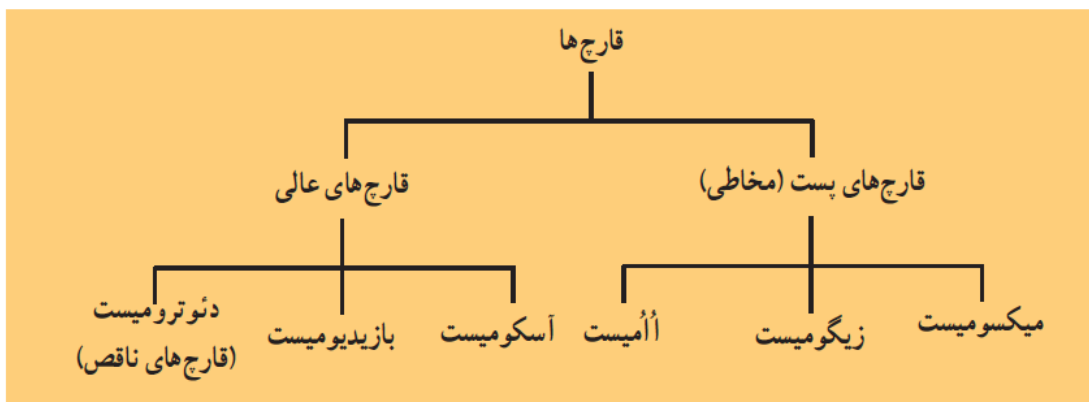 قارچ‌ها
قارچ‌های پست (مخاطی)
قارچ‌های عالی
میکسومیست
زیگومیست
اُاُمیست
آسکومیست
بازیدیومیست
دئوترومیست
(قارچ‌های ناقص)